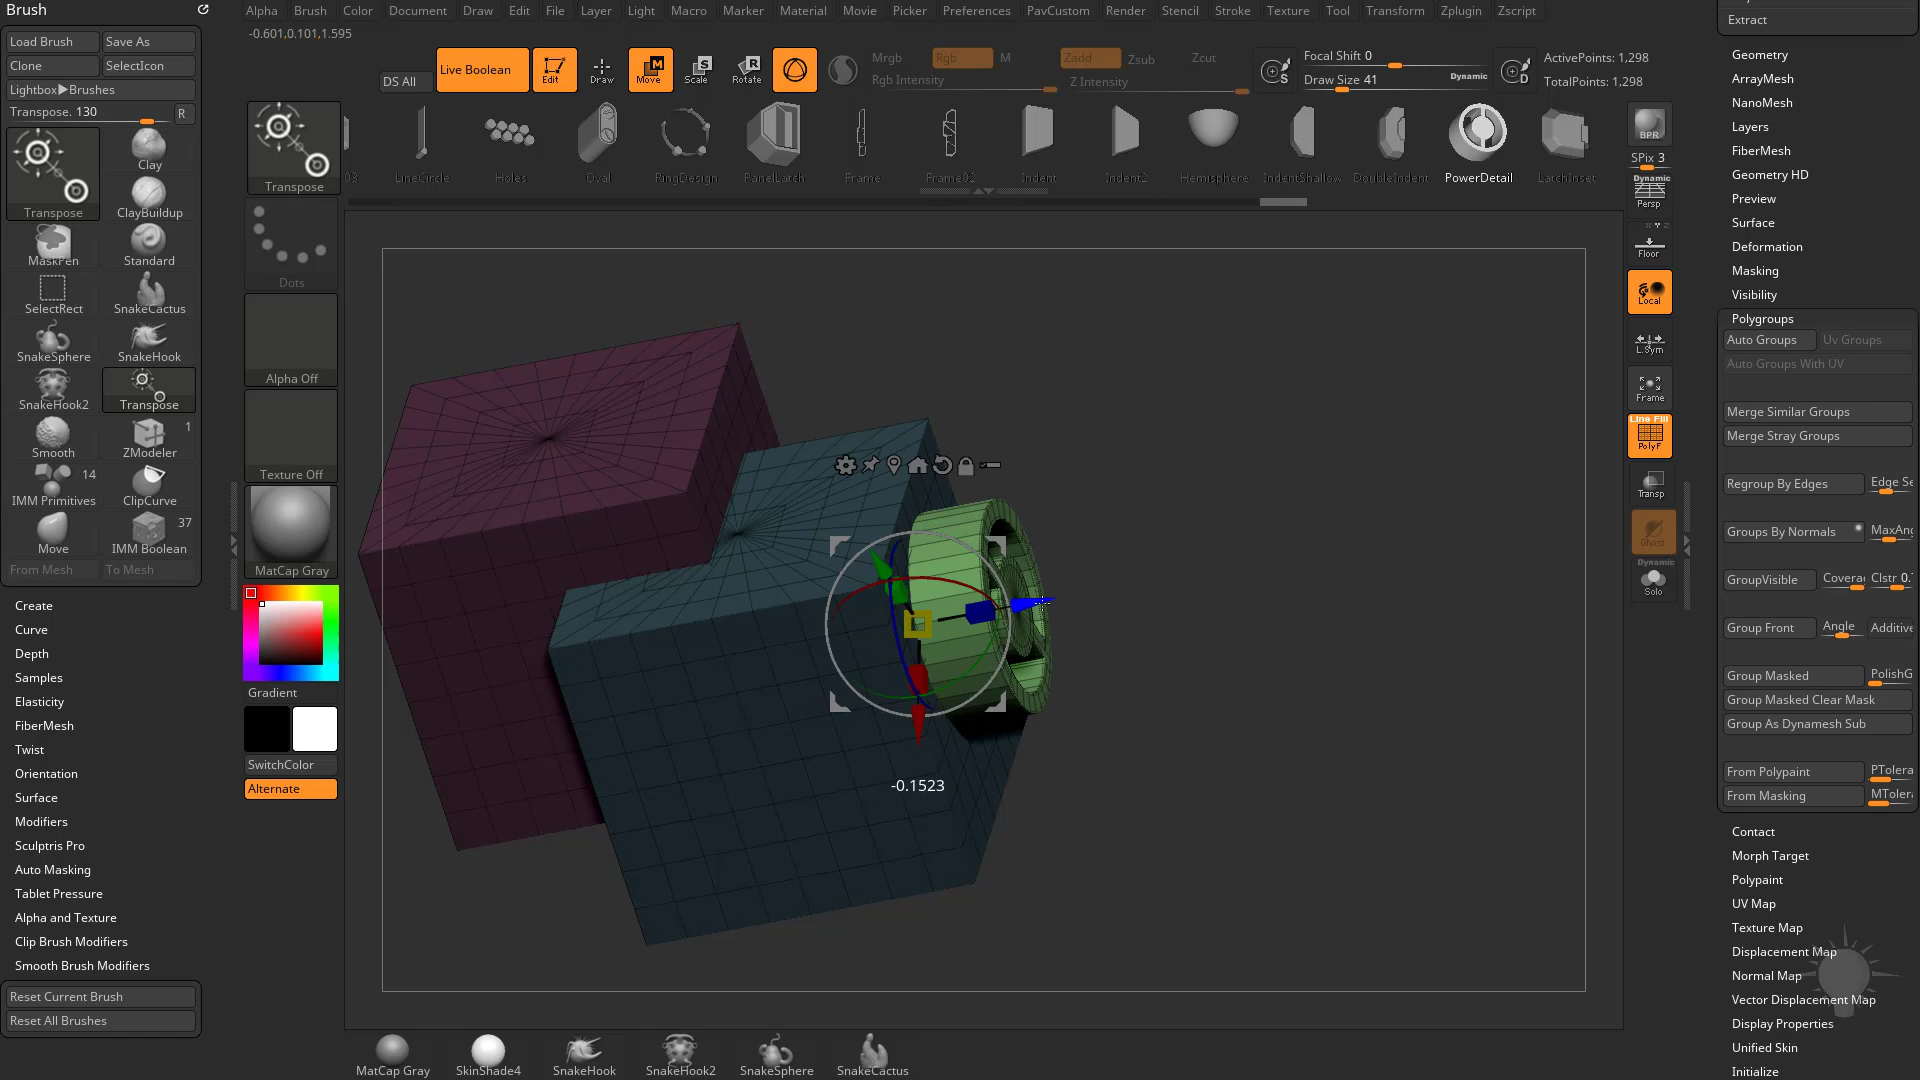 Brush
Alpha Brush Color Document Draw Edit File Layer Light Macro Marker Material Movie Picker Preferences PavCustom Render Stencil Stroke Texture Tool Transform Zplugin Zscript
-0.601,0.101,1.595
Load Brush Save As
Clone SelectIcon
Lightbox▶Brushes
Transpose. 130 R
Transpose
Clay
ClayBuildup
MaskPen Standard
SelectRect SnakeCactus
SnakeSphere SnakeHook
SnakeHook2 Transpose
Smooth ZModeler 1
IMM Primitives 14 ClipCurve
Move IMM Boolean 37
From Mesh To Mesh
Create
Curve
Depth
Samples
Elasticity
FiberMesh
Twist
Orientation
Surface
Modifiers
Sculptris Pro
Auto Masking
Tablet Pressure
Alpha and Texture
Clip Brush Modifiers
Smooth Brush Modifiers
Reset Current Brush
Reset All Brushes
DS All
Live Boolean
Edit
Draw
Move
Scale
Rotate
Mrgb Rgb M
Rgb Intensity
Zadd Zsub Zcut
Z Intensity
S
Focal Shift 0
Draw Size 41 Dynamic
D
ActivePoints: 1,298
TotalPoints: 1,298
Transpose
03 LineCircle Holes Oval RingDesign PanelLatch Frame Frame02 Indent Indent2 Hemisphere IndentShallow DoubleIndent PowerDetail LatchInset
Dots
Alpha Off
Texture Off
MatCap Gray
Gradient
SwitchColor
Alternate
-0.1523
BPR
SPix 3
Dynamic
Persp
Floor
Local
L.Sym
Frame
Line Fill
PolyF
Transp
Ghost
Dynamic
Solo
Extract
Geometry
ArrayMesh
NanoMesh
Layers
FiberMesh
Geometry HD
Preview
Surface
Deformation
Masking
Visibility
Polygroups
Auto Groups Uv Groups
Auto Groups With UV
Merge Similar Groups
Merge Stray Groups
Regroup By Edges Edge Se
Groups By Normals MaxAng
GroupVisible Covera Clstr 0.
Group Front Angle Additive
Group Masked PolishG
Group Masked Clear Mask
Group As Dynamesh Sub
From Polypaint PTolera
From Masking MTolera
Contact
Morph Target
Polypaint
UV Map
Texture Map
Displacement Map
Normal Map
Vector Displacement Map
Display Properties
Unified Skin
Initialize
MatCap Gray SkinShade4 SnakeHook SnakeHook2 SnakeSphere SnakeCactus